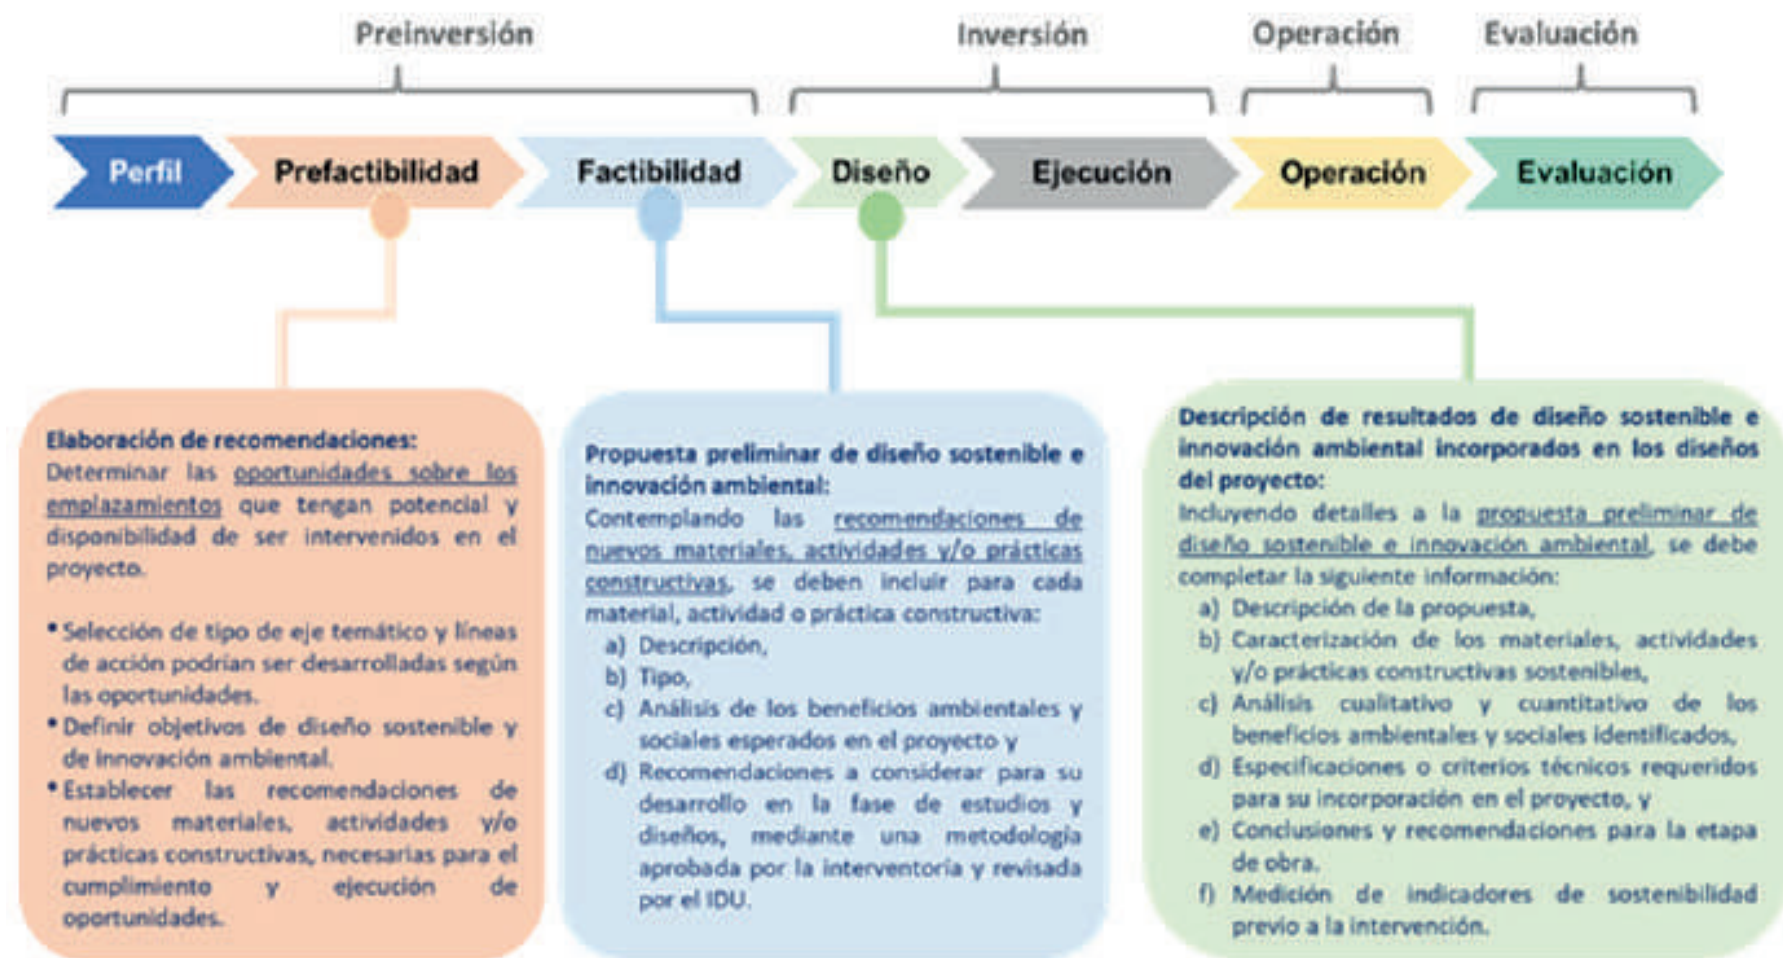 Preinversión
Inversión
Operación
Evaluación
Perfil
Prefactibilidad
Factibilidad
Diseño
Ejecución
Operación
Evaluación
Elaboración de recomendaciones:
Determinar las oportunidades sobre los
emplazamientos que tengan potencial y
disponibilidad de ser intervenidos en el
proyecto.
• Selección de tipo de eje temático y líneas
de acción podrían ser desarrolladas según
las oportunidades.
• Definir objetivos de diseño sostenible y
de innovación ambiental.
• Establecer las recomendaciones de
nuevos materiales, actividades y/o
prácticas constructivas, necesarias para el
cumplimiento y ejecución de
oportunidades.
Propuesta preliminar de diseño sostenible e
innovación ambiental:
Contemplando las recomendaciones de
nuevos materiales, actividades y/o prácticas
constructivas, se deben incluir para cada
material, actividad o práctica constructiva:
a) Descripción,
b) Tipo,
c) Análisis de los beneficios ambientales y
sociales esperados en el proyecto y
d) Recomendaciones a considerar para su
desarrollo en la fase de estudios y
diseños, mediante una metodología
aprobada por la interventoría y revisada
por el IDU.
Descripción de resultados de diseño sostenible e
innovación ambiental incorporados en los diseños
del proyecto:
Incluyendo detalles a la propuesta preliminar de
diseño sostenible e innovación ambiental, se debe
completar la siguiente información:
a) Descripción de la propuesta,
b) Caracterización de los materiales, actividades
y/o prácticas constructivas sostenibles,
c) Análisis cualitativo y cuantitativo de los
beneficios ambientales y sociales identificados,
d) Especificaciones o criterios técnicos requeridos
para su incorporación en el proyecto, y
e) Conclusiones y recomendaciones para la etapa
de obra.
f) Medición de indicadores de sostenibilidad
previo a la intervención.